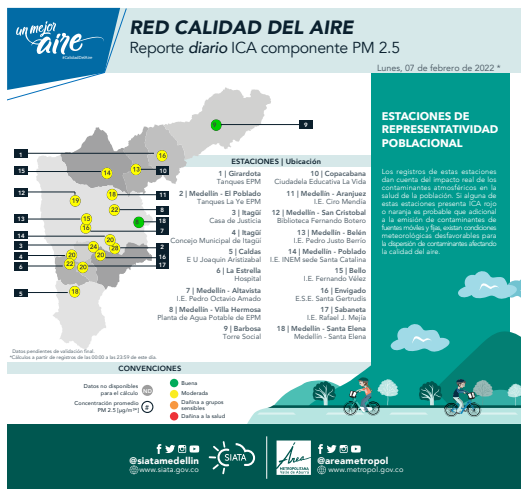 un mejor
aire
#CalidadDelAire
RED CALIDAD DEL AIRE
Reporte diario ICA componente PM 2.5
Lunes, 07 de febrero de 2022 *
ESTACIONES DE
REPRESENTATIVIDAD
POBLACIONAL
Los registros de estas estaciones
dan cuenta del impacto real de los
contaminantes atmosféricos en la
salud de la población. Si alguna de
estas estaciones presenta ICA rojo
o naranja es probable que adicional
a la emisión de contaminantes de
fuentes móviles y fijas, existan condiciones
meteorológicas desfavorables para
la dispersión de contaminantes afectando
la calidad del aire.
9
1
16
15
14
13
10
12
19
18
11
22
8
13
15
18
16
7
14
20
3
24
28
2
4
20
16
6
22
20
17
5
18
ESTACIONES | Ubicación
1 | Girardota
Tanques EPM
2 | Medellín - El Poblado
Tanques La Ye EPM
3 | Itagüí
Casa de Justicia
4 | Itagüí
Concejo Municipal de Itagüí
5 | Caldas
E U Joaquín Aristizabal
6 | La Estrella
Hospital
7 | Medellín - Altavista
I.E. Pedro Octavio Amado
8 | Medellín - Villa Hermosa
Planta de Agua Potable de EPM
9 | Barbosa
Torre Social
10 | Copacabana
Ciudadela Educativa La Vida
11 | Medellín - Aranjuez
I.E. Ciro Mendía
12 | Medellín - San Cristobal
Biblioteca Fernando Botero
13 | Medellín - Belén
I.E. Pedro Justo Berrio
14 | Medellín - Poblado
I.E. INEM sede Santa Catalina
15 | Bello
I.E. Fernando Vélez
16 | Envigado
E.S.E. Santa Gertrudis
17 | Sabaneta
I.E. Rafael J. Mejía
18 | Medellín - Santa Elena
Medellín - Santa Elena
Datos pendientes de validación final.
*Cálculos a partir de registros de las 00:00 a las 23:59 de este día.
CONVENCIONES
Datos no disponibles
para el cálculo
ND
Concentración promedio
PM 2.5 [µg/m³]
#
Buena
Moderada
Dañina a grupos
sensibles
Dañina a la salud
@siatamedellin
www.siata.gov.co
SIATA
Área
METROPOLITANA
Valle de Aburrá
@areametropol
www.metropol.gov.co